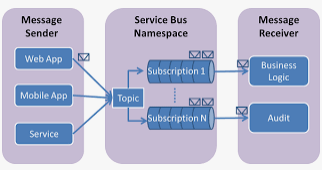 Message
Sender
Service Bus
Namespace
Message
Receiver
Web App
Mobile App
Service
Topic
Subscription 1
Subscription N
Business
Logic
Audit